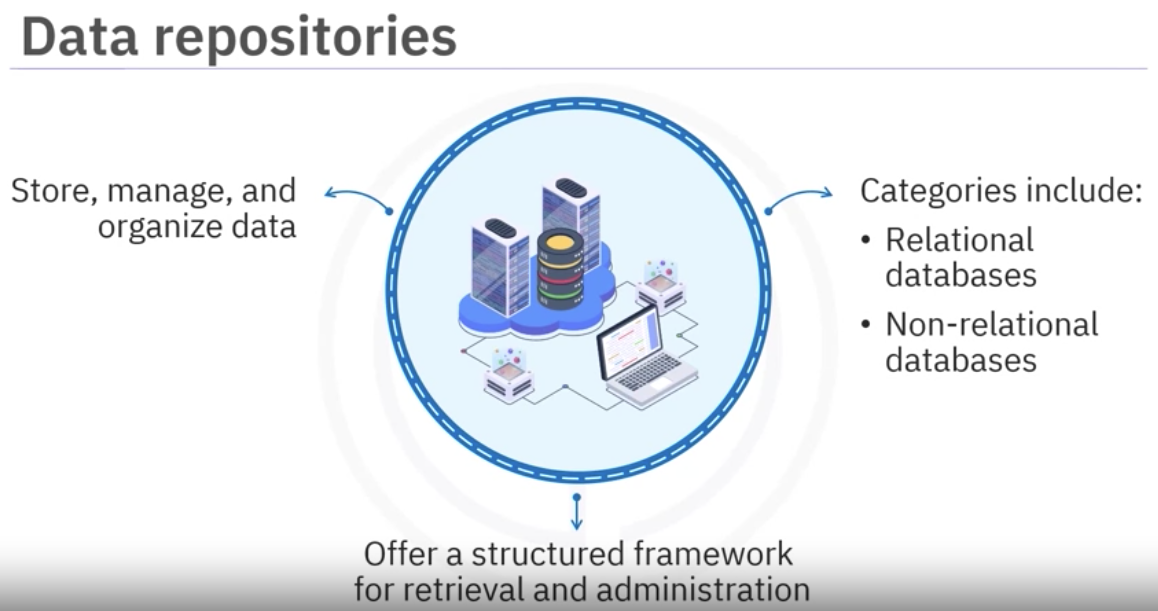 Data repositories
Store, manage, and
organize data
Categories include:
• Relational
databases
• Non-relational
databases
Offer a structured framework
for retrieval and administration